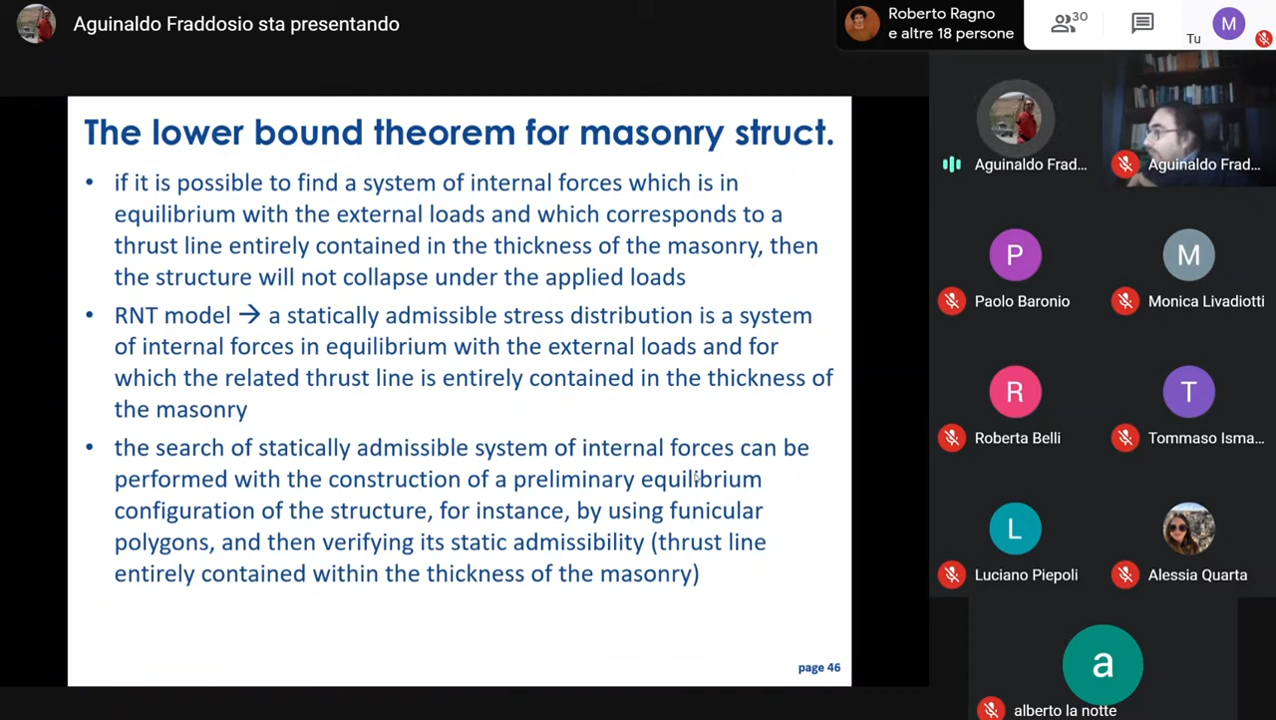 Aguinaldo Fraddosio sta presentando
Roberto Ragno
e altre 18 persone
30
Tu
M
The lower bound theorem for masonry struct.
• if it is possible to find a system of internal forces which is in
equilibrium with the external loads and which corresponds to a
thrust line entirely contained in the thickness of the masonry, then
the structure will not collapse under the applied loads
• RNT model → a statically admissible stress distribution is a system
of internal forces in equilibrium with the external loads and for
which the related thrust line is entirely contained in the thickness of
the masonry
• the search of statically admissible system of internal forces can be
performed with the construction of a preliminary equilibrium
configuration of the structure, for instance, by using funicular
polygons, and then verifying its static admissibility (thrust line
entirely contained within the thickness of the masonry)
page 46
Aguinaldo Frad...
Aguinaldo Frad...
P
Paolo Baronio
M
Monica Livadiotti
R
Roberta Belli
T
Tommaso Isma...
L
Luciano Piepoli
Alessia Quarta
a
alberto la notte